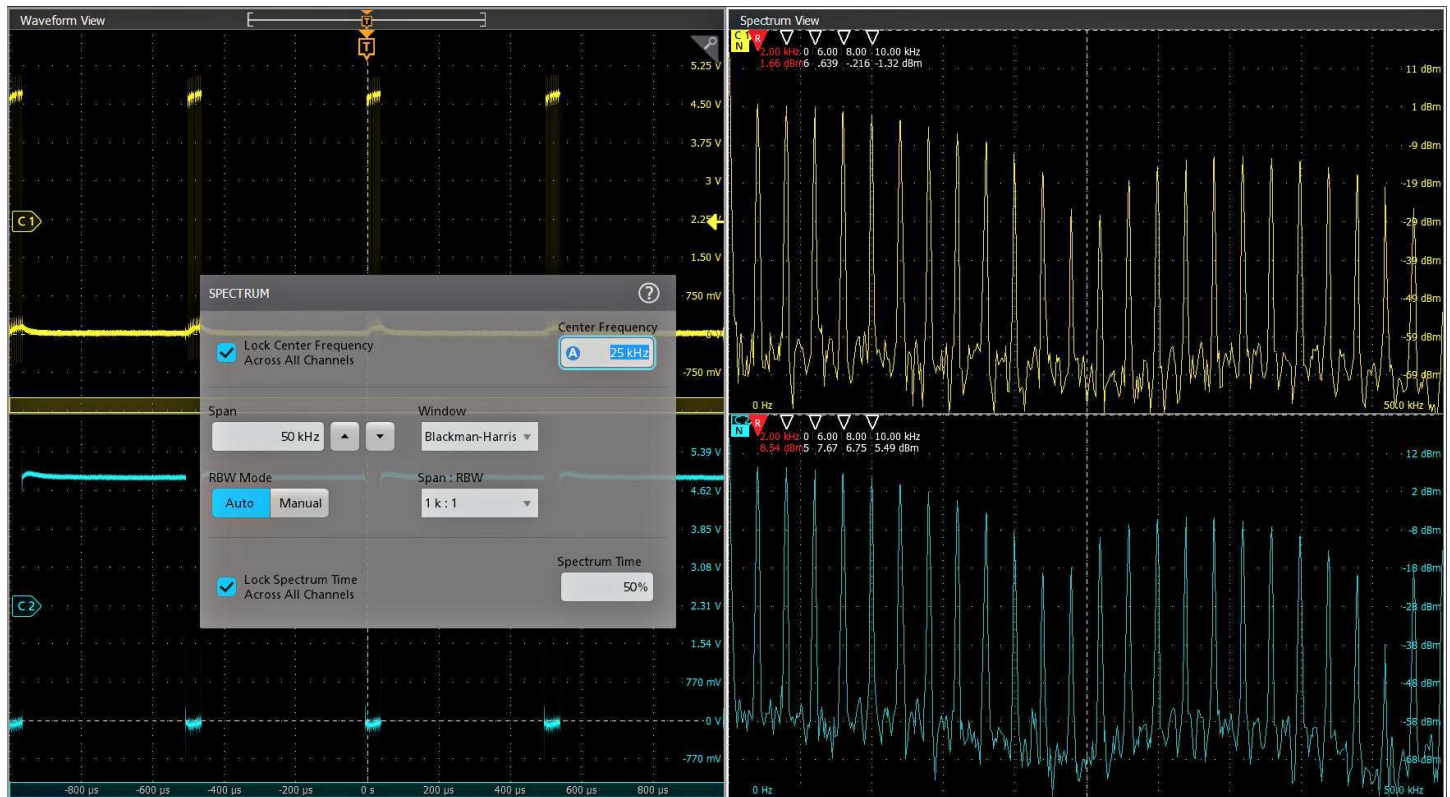 Waveform View
T
T
5.25 V
4.50 V
3.75 V
3 V
C 1
1.50 V
750 mV
-750 mV
SPECTRUM
?
Lock Center Frequency
Across All Channels
Center Frequency
A 25 kHz
Span
50 kHz
Window
Blackman-Harris
RBW Mode
Auto
Manual
Span : RBW
1 k : 1
Lock Spectrum Time
Across All Channels
Spectrum Time
50%
5.39 V
4.62 V
3.85 V
3.08 V
C 2
2.31 V
1.54 V
770 mV
0 V
-770 mV
-800 µs
-600 µs
-400 µs
-200 µs
0 s
200 µs
400 µs
600 µs
800 µs
Spectrum View
C 1
N
R
2.00 kHz 0 6.00 8.00 10.00 kHz
1.66 dBm 6 .639 -.216 -1.32 dBm
11 dBm
1 dBm
-9 dBm
-19 dBm
-29 dBm
-39 dBm
-49 dBm
-59 dBm
-69 dBm
0 Hz
50.0 kHz
C2
N
R
2.00 kHz 0 6.00 8.00 10.00 kHz
8.54 dBm 5 7.67 6.75 5.49 dBm
12 dBm
2 dBm
-8 dBm
-18 dBm
-28 dBm
-38 dBm
-48 dBm
-58 dBm
-68 dBm
0 Hz
50.0 kHz